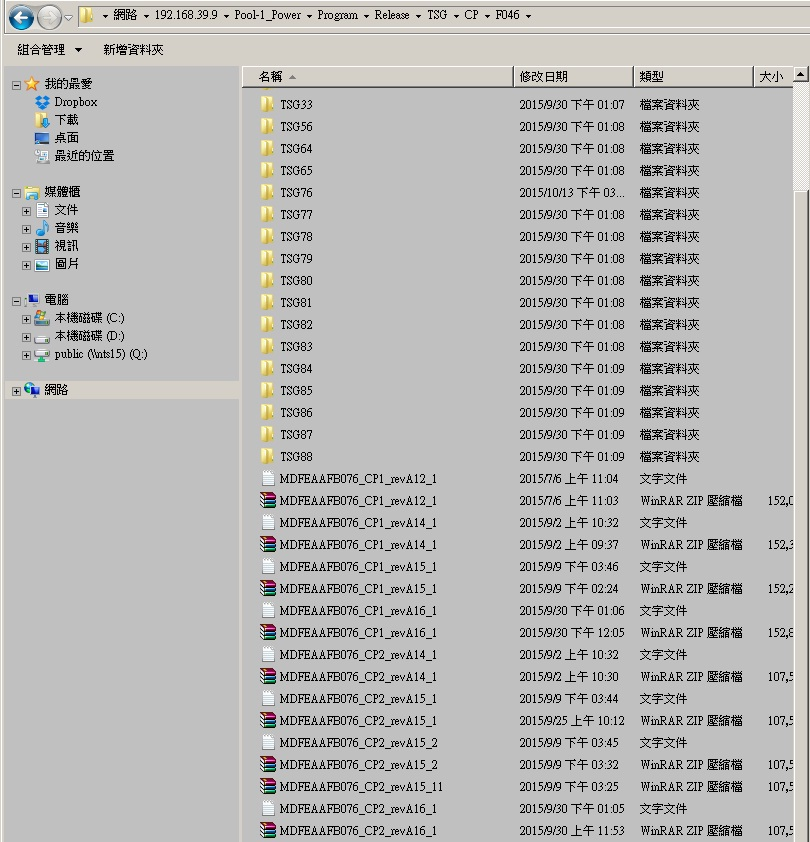 網路 192.168.39.9 Pool-1_Power Program Release TSG CP F046
組合管理 新增資料夾
名稱 修改日期 類型 大小
我的最愛
Dropbox
下載
桌面
最近的位置
媒體櫃
文件
音樂
視訊
圖片
電腦
本機磁碟 (C:)
本機磁碟 (D:)
public (\\nts15) (Q:)
網路
TSG33 2015/9/30 下午 01:07 檔案資料夾
TSG56 2015/9/30 下午 01:08 檔案資料夾
TSG64 2015/9/30 下午 01:08 檔案資料夾
TSG65 2015/9/30 下午 01:08 檔案資料夾
TSG76 2015/10/13 下午 03... 檔案資料夾
TSG77 2015/9/30 下午 01:08 檔案資料夾
TSG78 2015/9/30 下午 01:08 檔案資料夾
TSG79 2015/9/30 下午 01:08 檔案資料夾
TSG80 2015/9/30 下午 01:08 檔案資料夾
TSG81 2015/9/30 下午 01:08 檔案資料夾
TSG82 2015/9/30 下午 01:08 檔案資料夾
TSG83 2015/9/30 下午 01:08 檔案資料夾
TSG84 2015/9/30 下午 01:09 檔案資料夾
TSG85 2015/9/30 下午 01:09 檔案資料夾
TSG86 2015/9/30 下午 01:09 檔案資料夾
TSG87 2015/9/30 下午 01:09 檔案資料夾
TSG88 2015/9/30 下午 01:09 檔案資料夾
MDFEAAFB076_CP1_revA12_1 2015/7/6 上午 11:04 文字文件
MDFEAAFB076_CP1_revA12_1 2015/7/6 上午 11:03 WinRAR ZIP 壓縮檔 152,0
MDFEAAFB076_CP1_revA14_1 2015/9/2 上午 10:32 文字文件
MDFEAAFB076_CP1_revA14_1 2015/9/2 上午 09:37 WinRAR ZIP 壓縮檔 152,3
MDFEAAFB076_CP1_revA15_1 2015/9/9 下午 03:46 文字文件
MDFEAAFB076_CP1_revA15_1 2015/9/9 下午 02:24 WinRAR ZIP 壓縮檔 152,2
MDFEAAFB076_CP1_revA16_1 2015/9/30 下午 01:06 文字文件
MDFEAAFB076_CP1_revA16_1 2015/9/30 下午 12:05 WinRAR ZIP 壓縮檔 152,8
MDFEAAFB076_CP2_revA14_1 2015/9/2 上午 10:32 文字文件
MDFEAAFB076_CP2_revA14_1 2015/9/2 上午 10:30 WinRAR ZIP 壓縮檔 107,5
MDFEAAFB076_CP2_revA15_1 2015/9/9 下午 03:44 文字文件
MDFEAAFB076_CP2_revA15_1 2015/9/25 上午 10:12 WinRAR ZIP 壓縮檔 107,5
MDFEAAFB076_CP2_revA15_2 2015/9/9 下午 03:45 文字文件
MDFEAAFB076_CP2_revA15_2 2015/9/9 下午 03:32 WinRAR ZIP 壓縮檔 107,5
MDFEAAFB076_CP2_revA15_11 2015/9/9 下午 03:25 WinRAR ZIP 壓縮檔 107,5
MDFEAAFB076_CP2_revA16_1 2015/9/30 下午 01:05 文字文件
MDFEAAFB076_CP2_revA16_1 2015/9/30 上午 11:53 WinRAR ZIP 壓縮檔 107,5